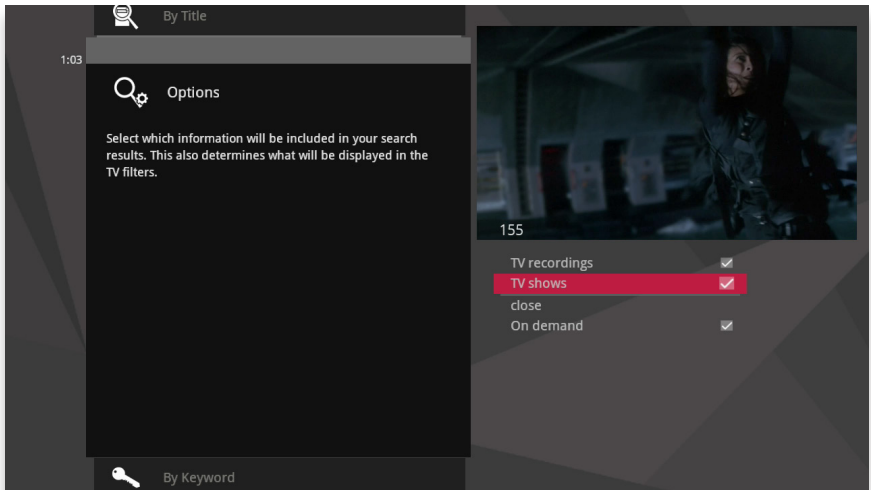 By Title
1:03
Options
Select which information will be included in your search
results. This also determines what will be displayed in the
TV filters.
155
TV recordings
TV shows
close
On demand
By Keyword